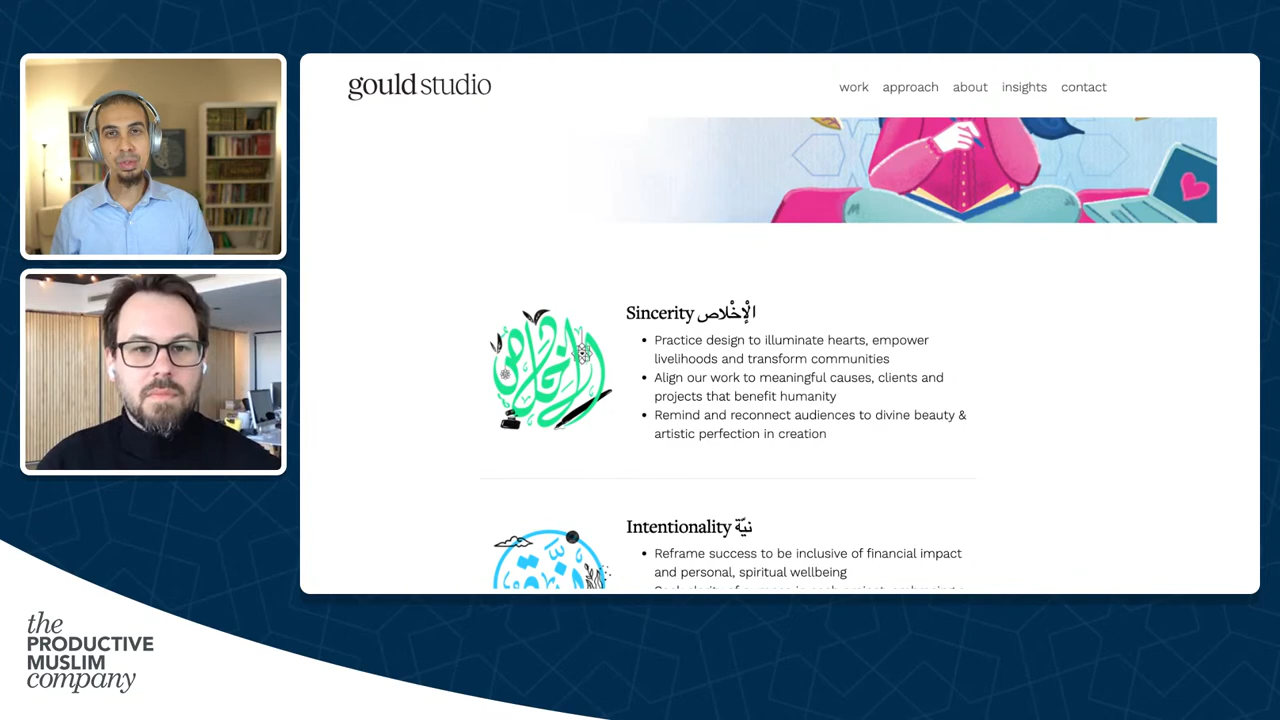 gould studio
work approach about insights contact
Sincerity الْإخْلاص
• Practice design to illuminate hearts, empower
livelihoods and transform communities
• Align our work to meaningful causes, clients and
projects that benefit humanity
• Remind and reconnect audiences to divine beauty &
artistic perfection in creation
Intentionality نيّة
• Reframe success to be inclusive of financial impact
and personal, spiritual wellbeing
the
PRODUCTIVE
MUSLIM
company